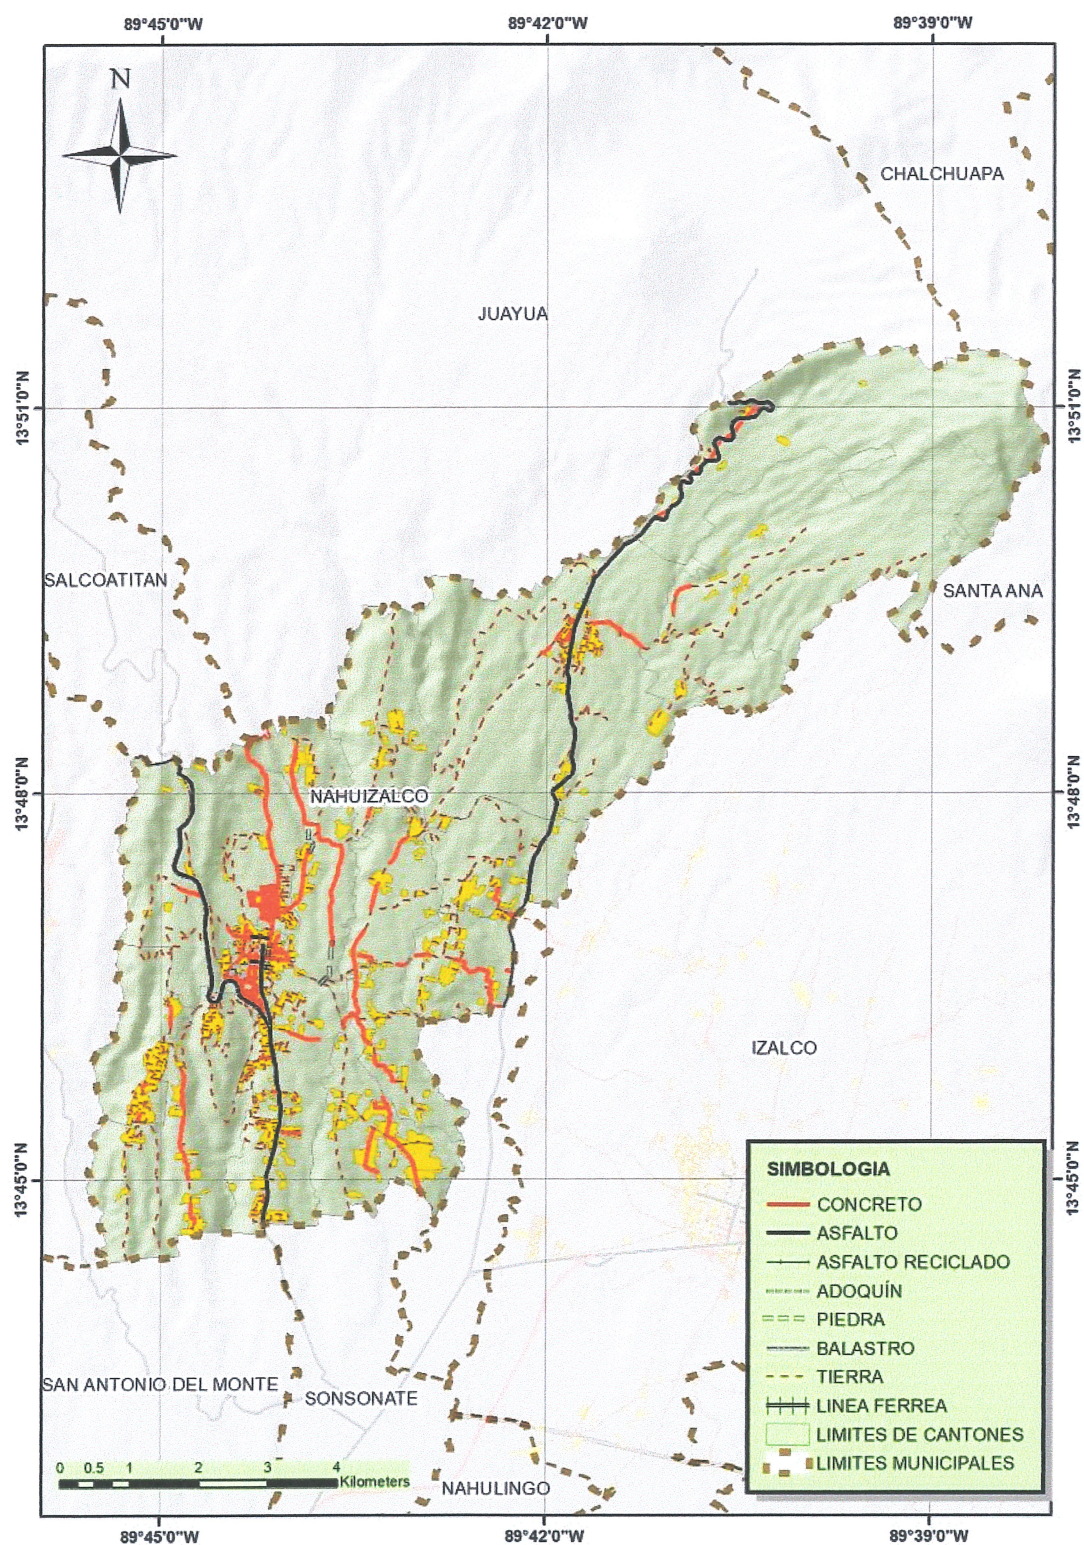 89°45'0"W 89°42'0"W 89°39'0"W
N
CHALCHUAPA
JUAYUA
13°51'0"N 13°51'0"N
SALCOATITAN
SANTA ANA
NAHUIZALCO
13°48'0"N 13°48'0"N
IZALCO
13°45'0"N 13°45'0"N
SIMBOLOGIA
CONCRETO
ASFALTO
ASFALTO RECICLADO
ADOQUÍN
PIEDRA
BALASTRO
TIERRA
LINEA FERREA
LIMITES DE CANTONES
LIMITES MUNICIPALES
SAN ANTONIO DEL MONTE
SONSONATE
0 0.5 1 2 3 4
Kilometers
NAHULINGO
89°45'0"W 89°42'0"W 89°39'0"W